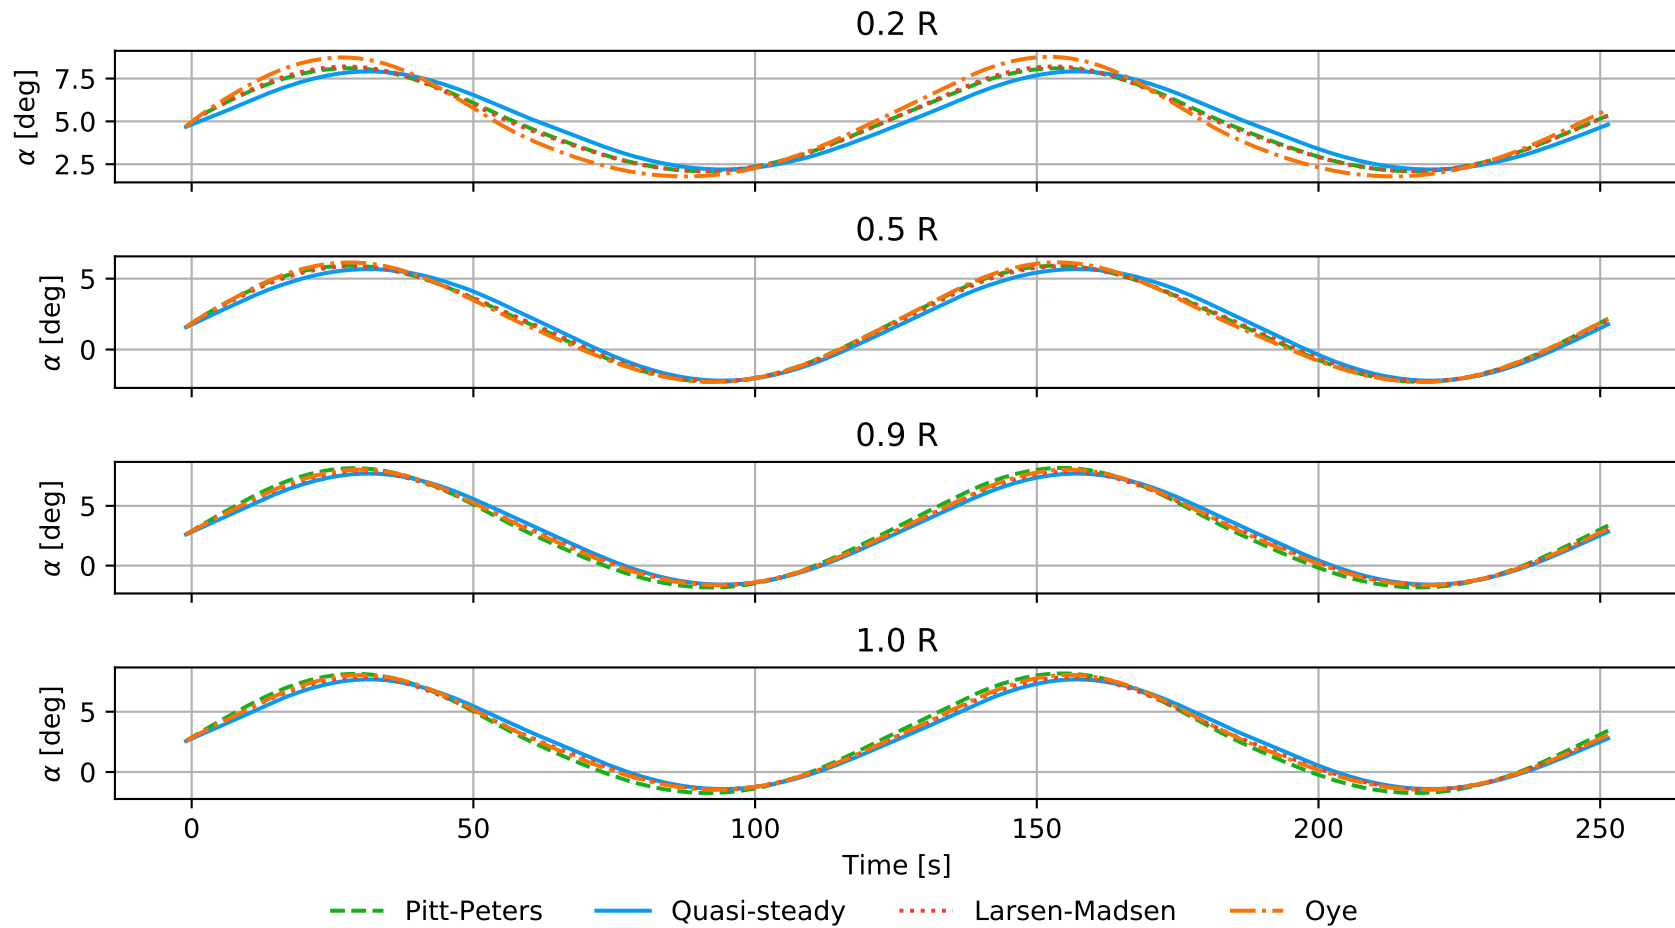 0.2 R
α [deg]
7.5
5.0
2.5
0.5 R
α [deg]
5
0
0.9 R
α [deg]
5
0
1.0 R
α [deg]
5
0
0 50 100 150 200 250
Time [s]
Pitt-Peters Quasi-steady Larsen-Madsen Oye